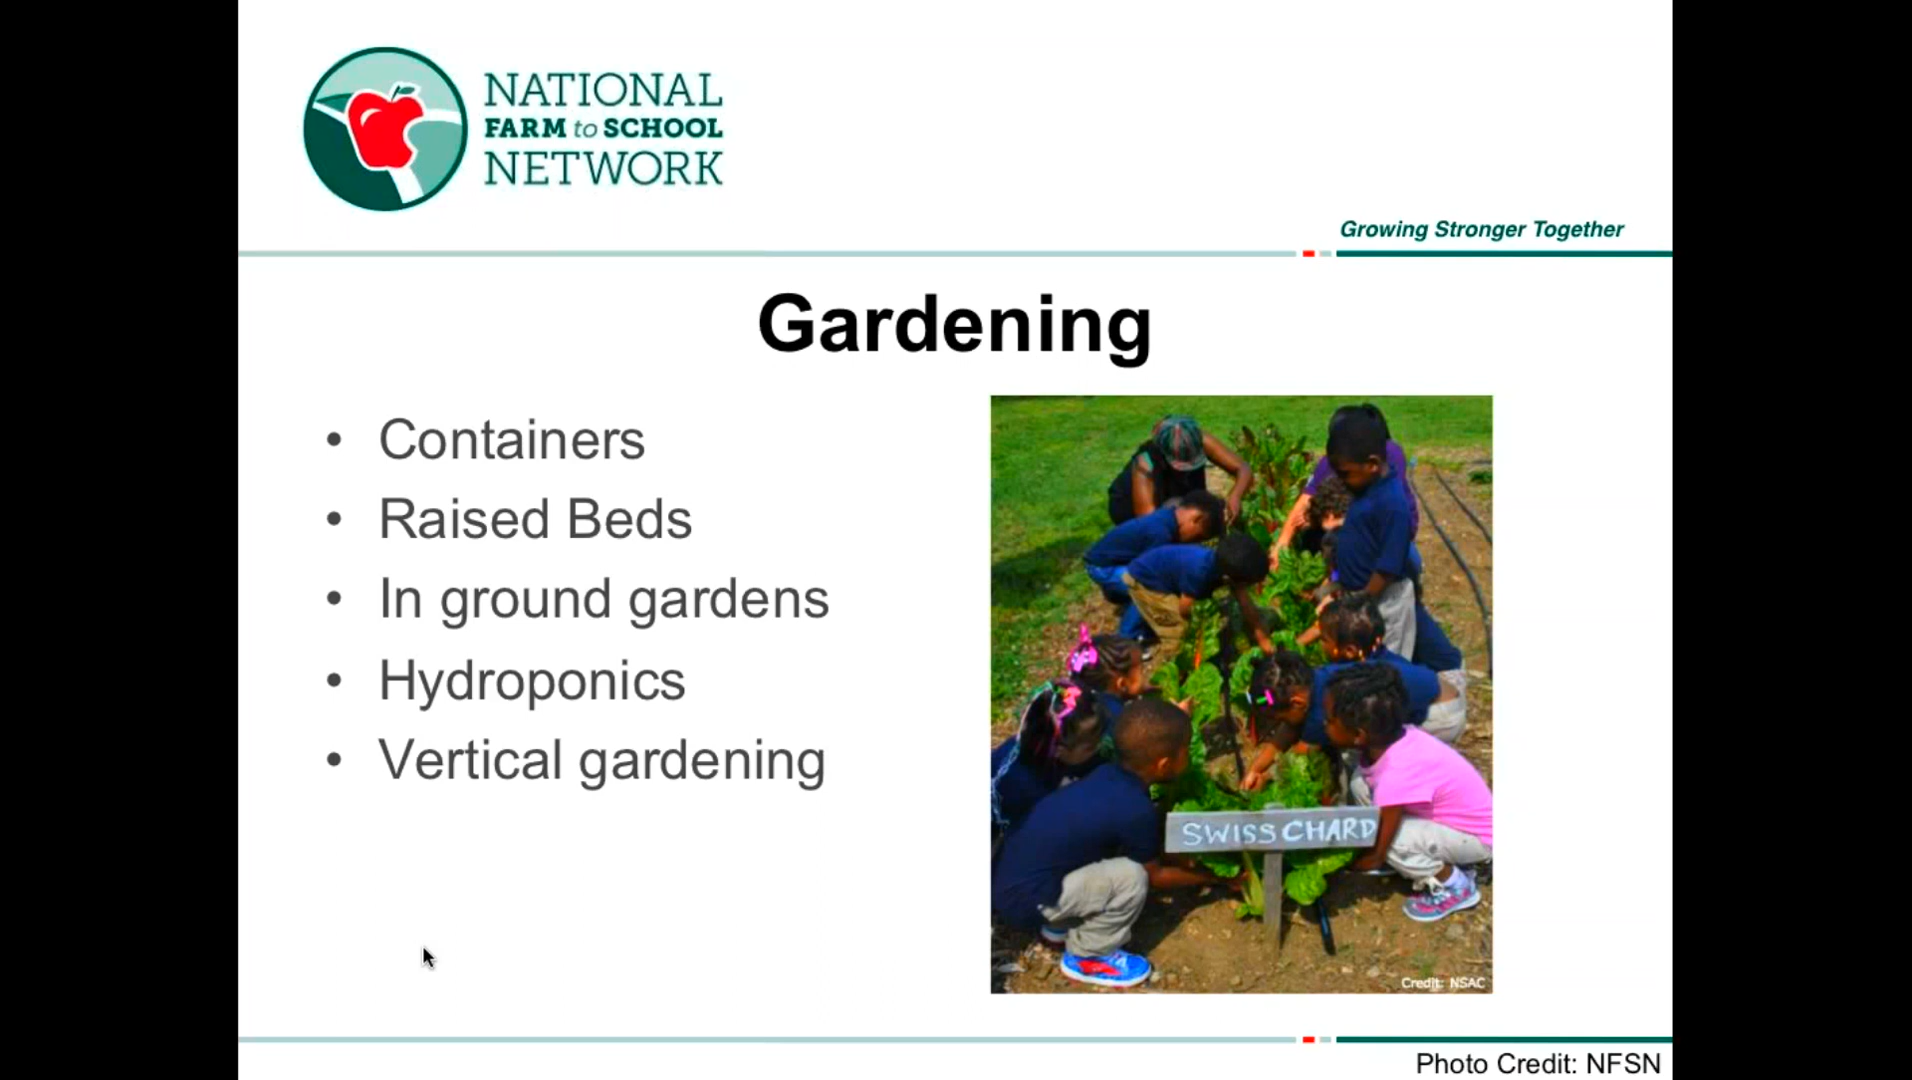 NATIONAL
FARM to SCHOOL
NETWORK
Growing Stronger Together
Gardening
• Containers
• Raised Beds
• In ground gardens
• Hydroponics
• Vertical gardening
SWISS CHARD
Credit: NSAC
Photo Credit: NFSN